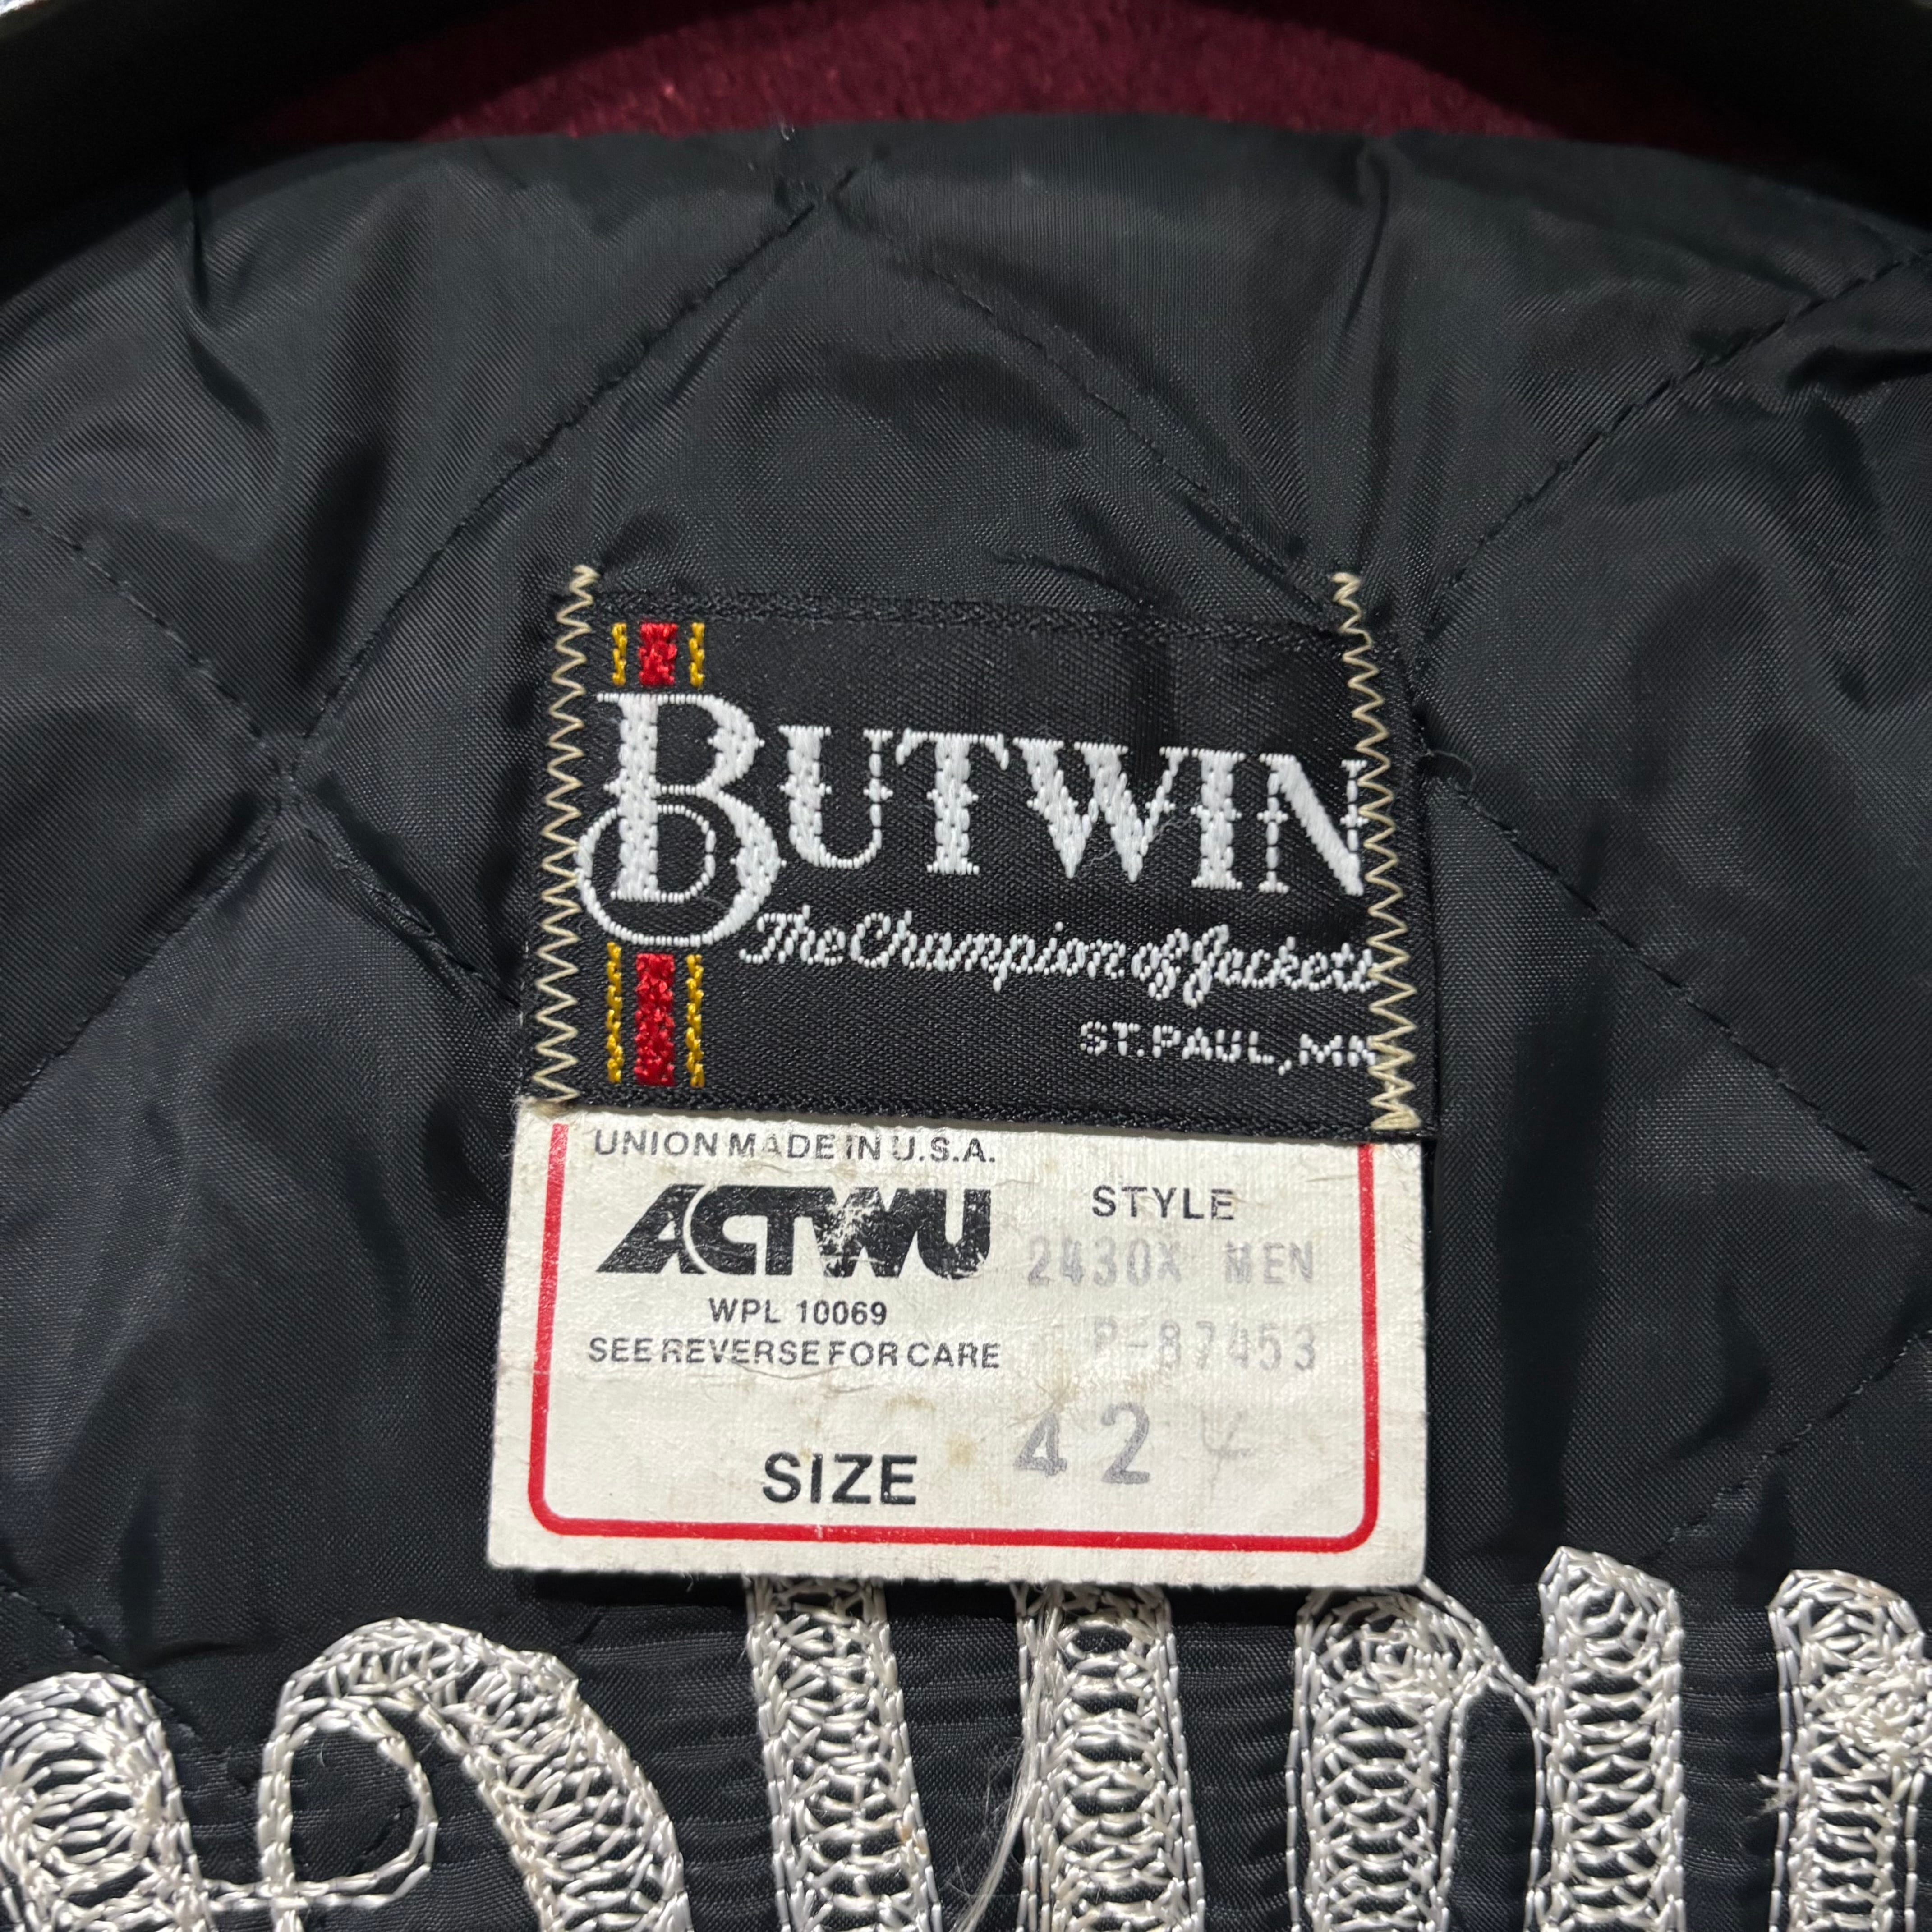 BUTWIN
The Champion of Jackets
ST. PAUL, MN
UNION MADE IN U.S.A.
ACTWU
WPL 10069
SEE REVERSE FOR CARE
STYLE
2430X MEN
P-87453
SIZE 42